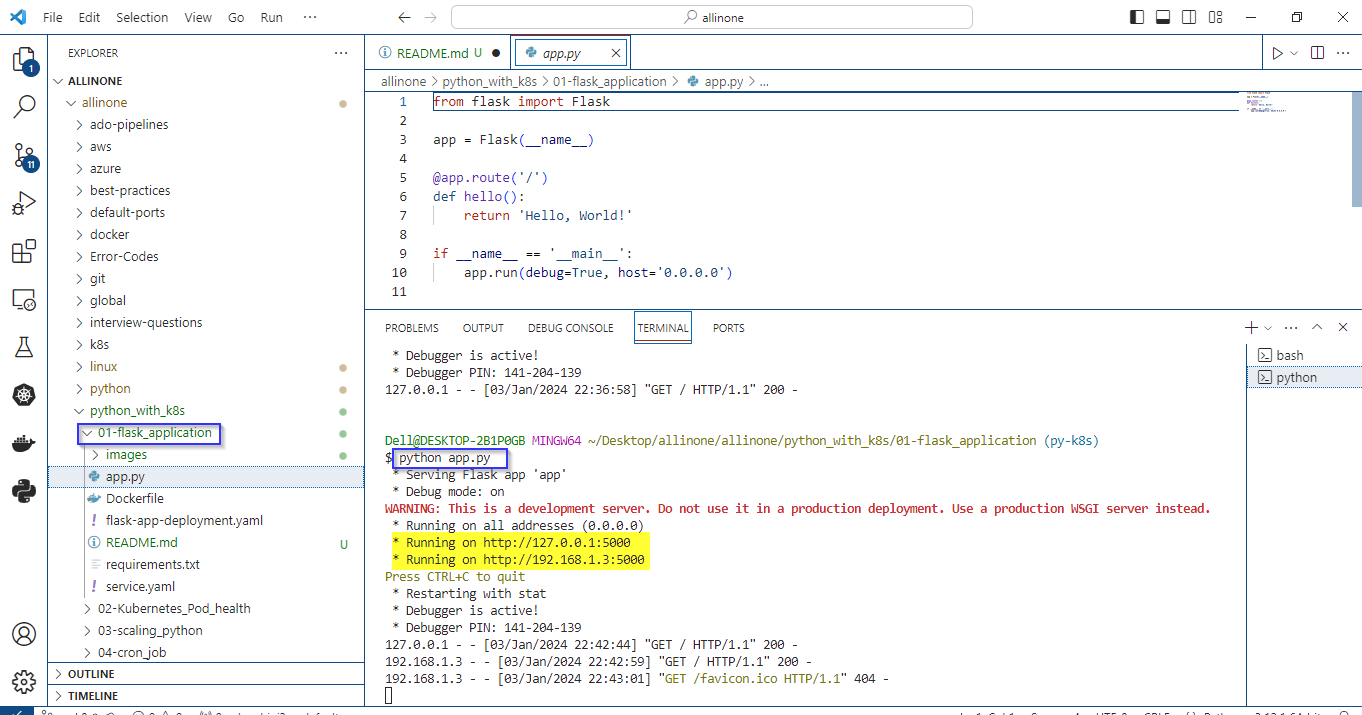 File Edit Selection View Go Run ···
allinone
EXPLORER
ALLINONE
allinone
ado-pipelines
aws
azure
best-practices
default-ports
docker
Error-Codes
git
global
interview-questions
k8s
linux
python
python_with_k8s
01-flask_application
images
app.py
Dockerfile
flask-app-deployment.yaml
README.md U
requirements.txt
service.yaml
02-Kubernetes_Pod_health
03-scaling_python
04-cron_job
OUTLINE
TIMELINE
1
11
README.md U
app.py
allinone > python_with_k8s > 01-flask_application > app.py > ...
1 from flask import Flask
2
3 app = Flask(__name__)
4
5 @app.route('/')
6 def hello():
7 return 'Hello, World!'
8
9 if __name__ == '__main__':
10 app.run(debug=True, host='0.0.0.0')
11
PROBLEMS OUTPUT DEBUG CONSOLE TERMINAL PORTS
* Debugger is active!
* Debugger PIN: 141-204-139
127.0.0.1 - - [03/Jan/2024 22:36:58] "GET / HTTP/1.1" 200 -
Dell@DESKTOP-2B1P0GB MINGW64 ~/Desktop/allinone/allinone/python_with_k8s/01-flask_application (py-k8s)
$ python app.py
* Serving Flask app 'app'
* Debug mode: on
WARNING: This is a development server. Do not use it in a production deployment. Use a production WSGI server instead.
* Running on all addresses (0.0.0.0)
* Running on http://127.0.0.1:5000
* Running on http://192.168.1.3:5000
Press CTRL+C to quit
* Restarting with stat
* Debugger is active!
* Debugger PIN: 141-204-139
127.0.0.1 - - [03/Jan/2024 22:42:44] "GET / HTTP/1.1" 200 -
192.168.1.3 - - [03/Jan/2024 22:42:59] "GET / HTTP/1.1" 200 -
192.168.1.3 - - [03/Jan/2024 22:43:01] "GET /favicon.ico HTTP/1.1" 404 -
bash
python